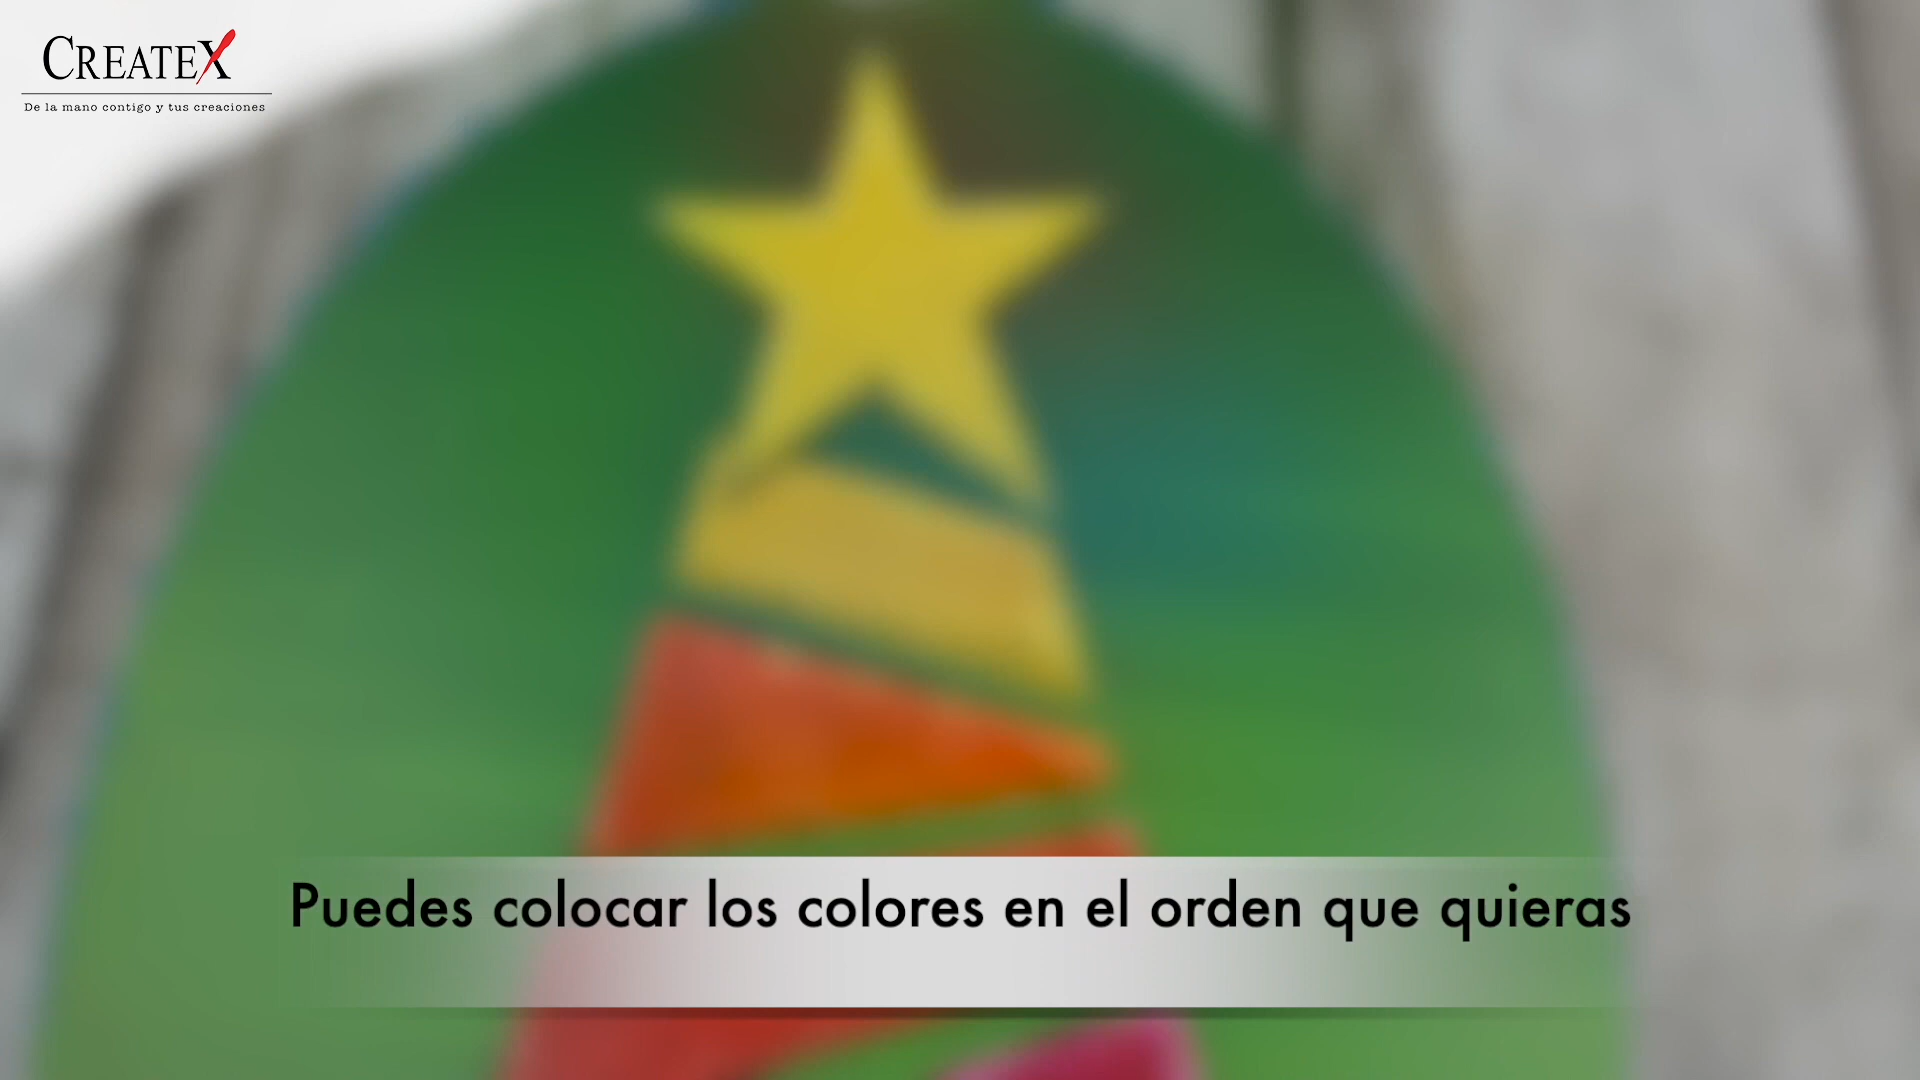 CREATEX
De la mano contigo y tus creaciones
Puedes colocar los colores en el orden que quieras